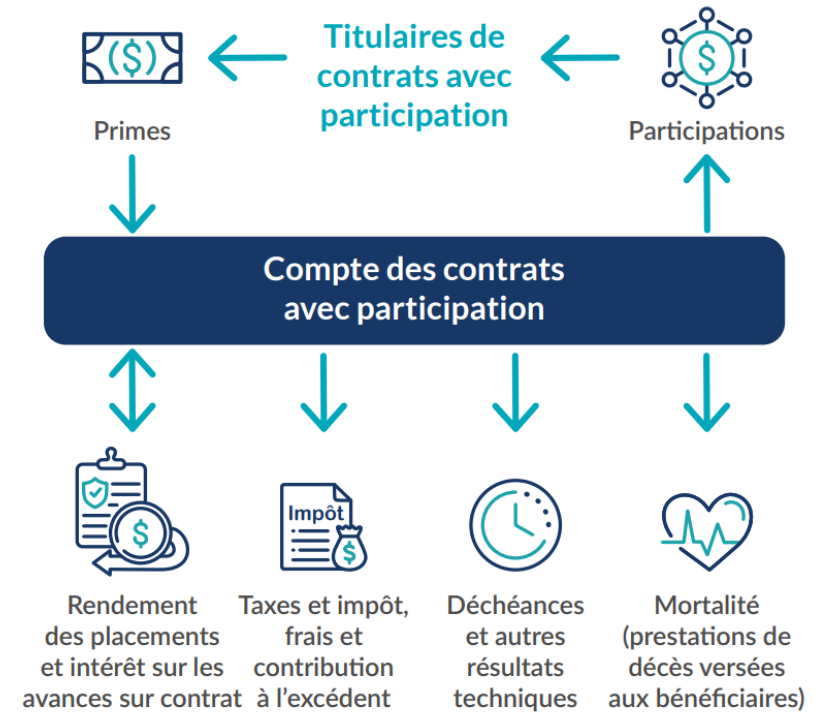 Titulaires de
contrats avec
participation
($)
$
Primes
Participations
Compte des contrats
avec participation
$
Impôt
$
Rendement
des placements
et intérêt sur les
avances sur contrat
Taxes et impôt,
frais et
contribution
à l’excédent
Déchéances
et autres
résultats
techniques
Mortalité
(prestations de
décès versées
aux bénéficiaires)